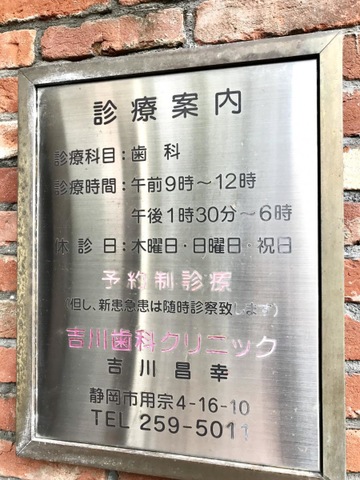 診療案内
診療科目：歯科
診療時間：午前9時～12時
午後1時30分～6時
休診日：木曜日・日曜日・祝日
予約制診療
(但し、新患急患は随時診察致します)
吉川歯科クリニック
吉川昌幸
静岡市用宗4-16-10
TEL 259-5011